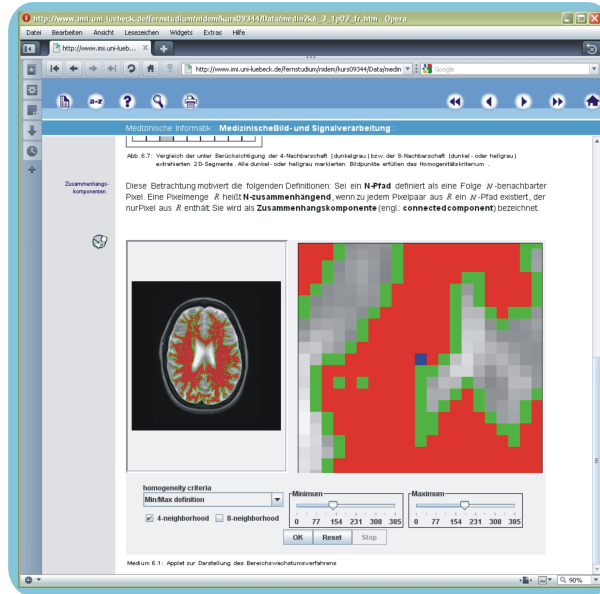 http://www.imi.uni-luebeck.de/fernstudium/nidem/kurs09344/Data/medin7k6_3_1p02_fr.htm - Opera
Datei Bearbeiten Ansicht Lesezeichen Widgets Extras Hilfe
http://www.imi.uni-lueb...
http://www.imi.uni-luebeck.de/fernstudium/nidem/kurs09344/Data/medin
Google
a-z
?
Medizinische Informatik :: MedizinischeBild- und Signalverarbeitung::
Abb. 6.7: Vergleich der unter Berücksichtigung der 4-Nachbarschaft (dunkelgrau) bzw. der 8-Nachbarschaft (dunkel- oder hellgrau)
extrahierten 2D-Segmente. Alle dunkel- oder hellgrau markierten Bildpunkte erfüllen das Homogenitätskriterium .
Zusammenhangs-
komponenten
Diese Betrachtung motiviert die folgenden Definitionen: Sei ein N-Pfad definiert als eine Folge N-benachbarter
Pixel. Eine Pixelmenge R heißt N-zusammenhängend, wenn zu jedem Pixelpaar aus R ein N-Pfad existiert, der
nur Pixel aus R enthält. Sie wird als Zusammenhangskomponente (engl.: connected component) bezeichnet.
homogeneity criteria
Min/Max definition
4-neighborhood 8-neighborhood
Minimum
0 77 154 231 308 385
Maximum
0 77 154 231 308 385
OK Reset Stop
Medium 6.1: Applet zur Darstellung des Bereichswachstumsverfahrens
90%